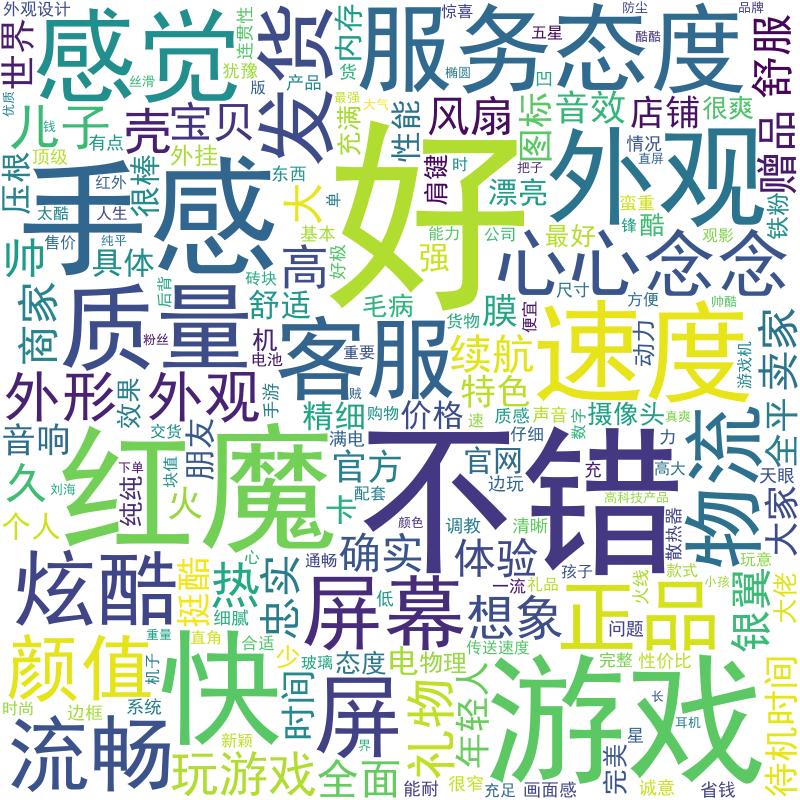 外观设计
世界
感觉
丝滑
优质
钱
连贯性
犹豫
版
发货
产品
贷
内存
服务态度
惊喜
五星
椭圆
防尘
酷酷
品牌
凹
舒服
儿子
壳
宝贝
顶级
有点
外挂
充满
最强
大气
性能
风扇
肩键
时
图标
音效
店铺
很爽
情况
直屏
赠品
压根
红外
太酷
人生
很棒
东西
大
单
手感
好
漂亮
把子
外观
蛮重
锋
酷
铁粉
观影
帅
售价
纯平
具体
基本
好极
高
强
能力
公司
最好
心心念念
商家
质量
后背
砖块
舒适
毛病
膜
货物
便宜
尺寸
方便
帅酷
粉丝
机
电池
重要
客服
续航
特色
速度
动力
游戏机
卖家
外形
外观
效果
手游
贼
精细
购物
价格
速
质感
声音
仔细
数字
摄像头
真爽
全平
音响
交货
朋友
满电
红魔
不错
物流
久
纯纯
下单
块值
火
官方
配套
卡
官网
边玩
充
力
高大
天眼
大家
个人
刘海
颜色
调教
清晰
高科技产品
散热器
炫酷
挺酷
热
心
通畅
忠实
确实
体验
一流
礼品
孩子
火线
款式
小孩
玩意
大佬
银翼
细腻
低
屏幕
想象
正品
问题
颜值
重量
直角
合适
少
机子
玻璃
态度
电
物理
传送速度
完整
性价比
时尚
边框
系统
快
时间
屏
礼物
年轻人
游戏
长
耳机
待机时间
流畅
新颖
玩游戏
全面
界
能耐
很窄
充足
画面感
完美
星
诚意
省钱